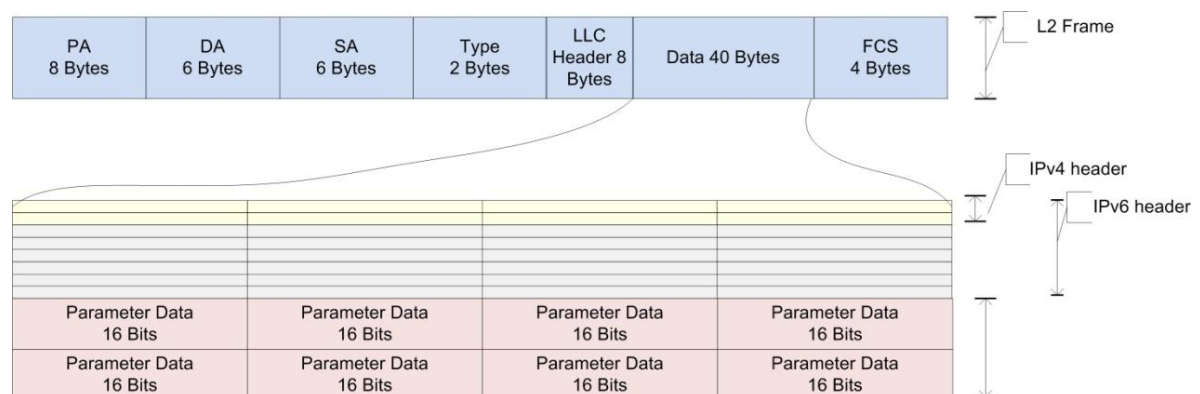 PA
8 Bytes
DA
6 Bytes
SA
6 Bytes
Type
2 Bytes
LLC
Header 8
Bytes
Data 40 Bytes
FCS
4 Bytes
L2 Frame
IPv4 header
IPv6 header
Parameter Data
16 Bits
Parameter Data
16 Bits
Parameter Data
16 Bits
Parameter Data
16 Bits
Parameter Data
16 Bits
Parameter Data
16 Bits
Parameter Data
16 Bits
Parameter Data
16 Bits